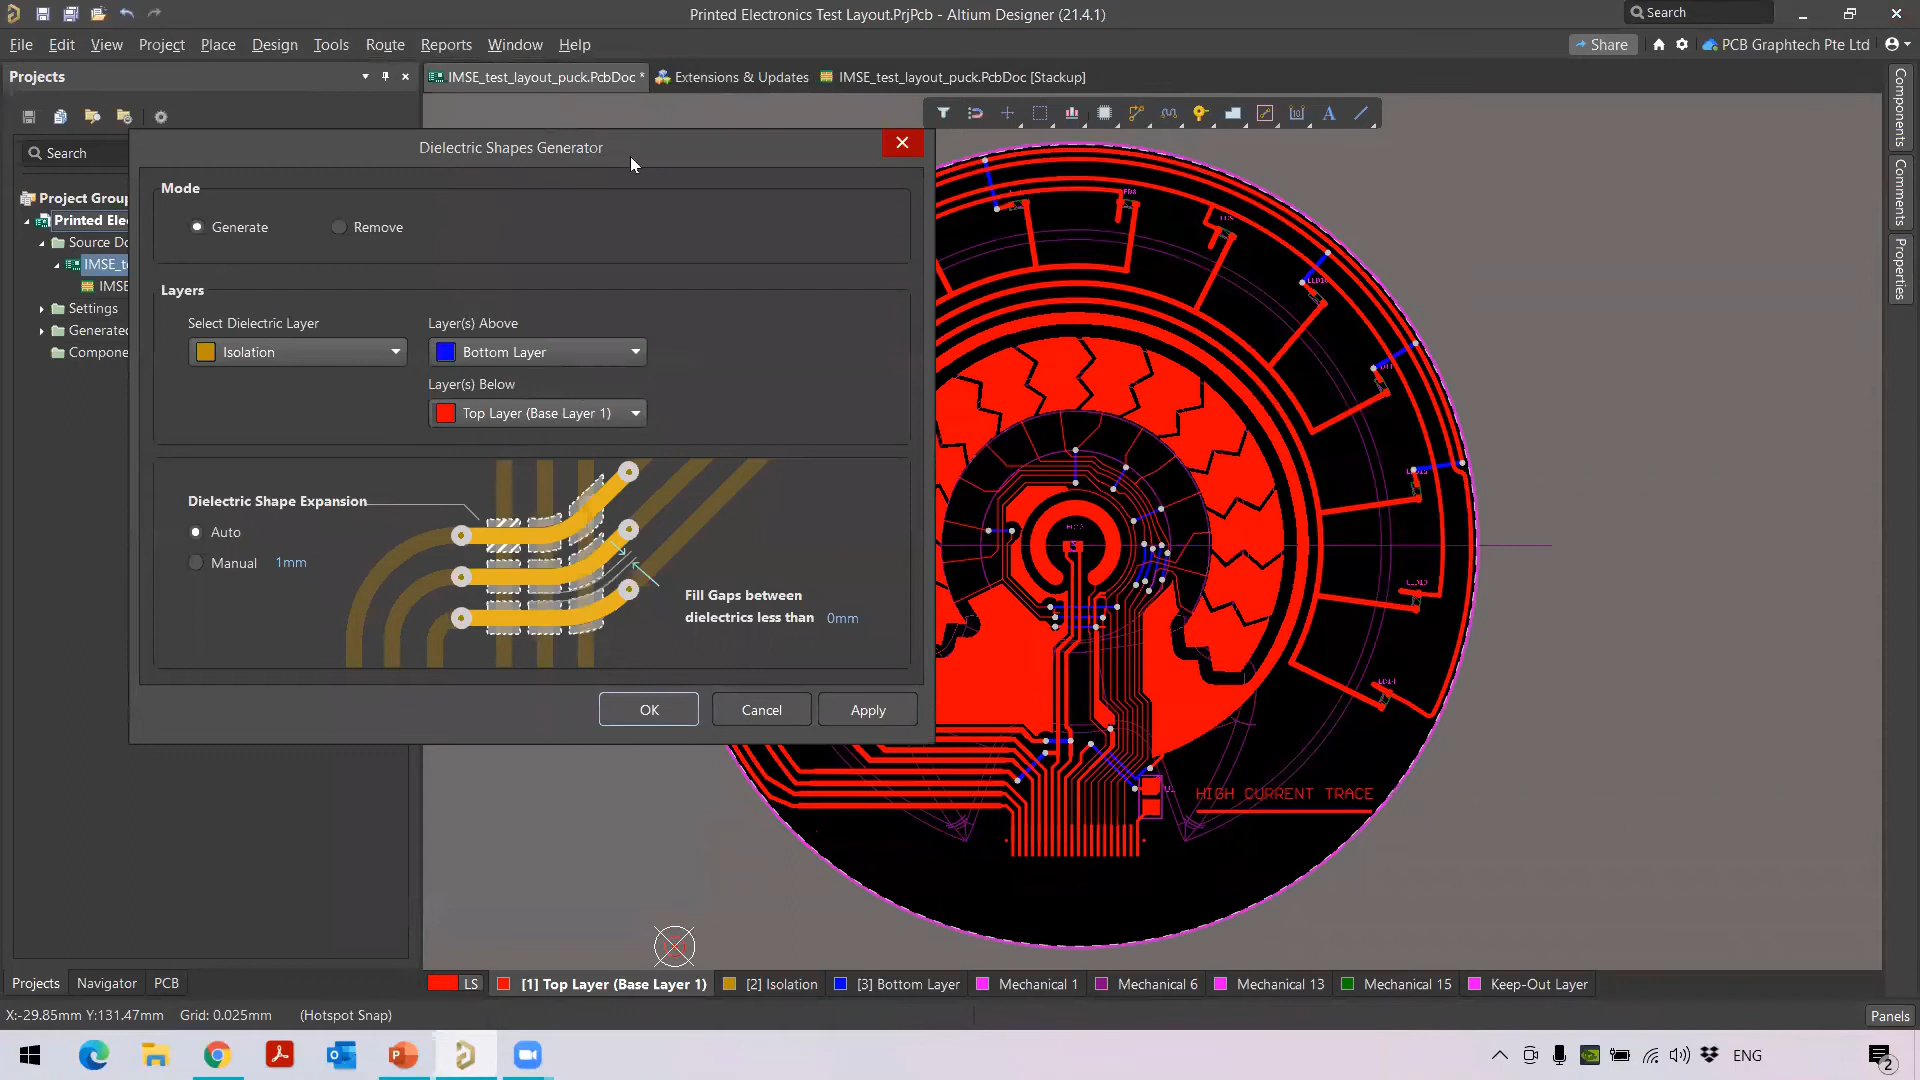 Printed Electronics Test Layout.PrjPcb - Altium Designer (21.4.1)
Search
File Edit View Project Place Design Tools Route Reports Window Help
Share
PCB Graphtech Pte Ltd
Projects
IMSE_test_layout_puck.PcbDoc *
Extensions & Updates
IMSE_test_layout_puck.PcbDoc [Stackup]
Search
Project Group
Printed Ele
Source Do
IMSE_te
IMSE
Settings
Generated
Compone
Dielectric Shapes Generator
Mode
Generate
Remove
Layers
Select Dielectric Layer
Isolation
Layer(s) Above
Bottom Layer
Layer(s) Below
Top Layer (Base Layer 1)
Dielectric Shape Expansion
Auto
Manual 1mm
Fill Gaps between
dielectrics less than 0mm
OK
Cancel
Apply
HIGH CURRENT TRACE
Components
Comments
Properties
Projects Navigator PCB
LS
[1] Top Layer (Base Layer 1)
[2] Isolation
[3] Bottom Layer
Mechanical 1
Mechanical 6
Mechanical 13
Mechanical 15
Keep-Out Layer
X:-29.85mm Y:131.47mm Grid: 0.025mm (Hotspot Snap)
Panels
ENG
2